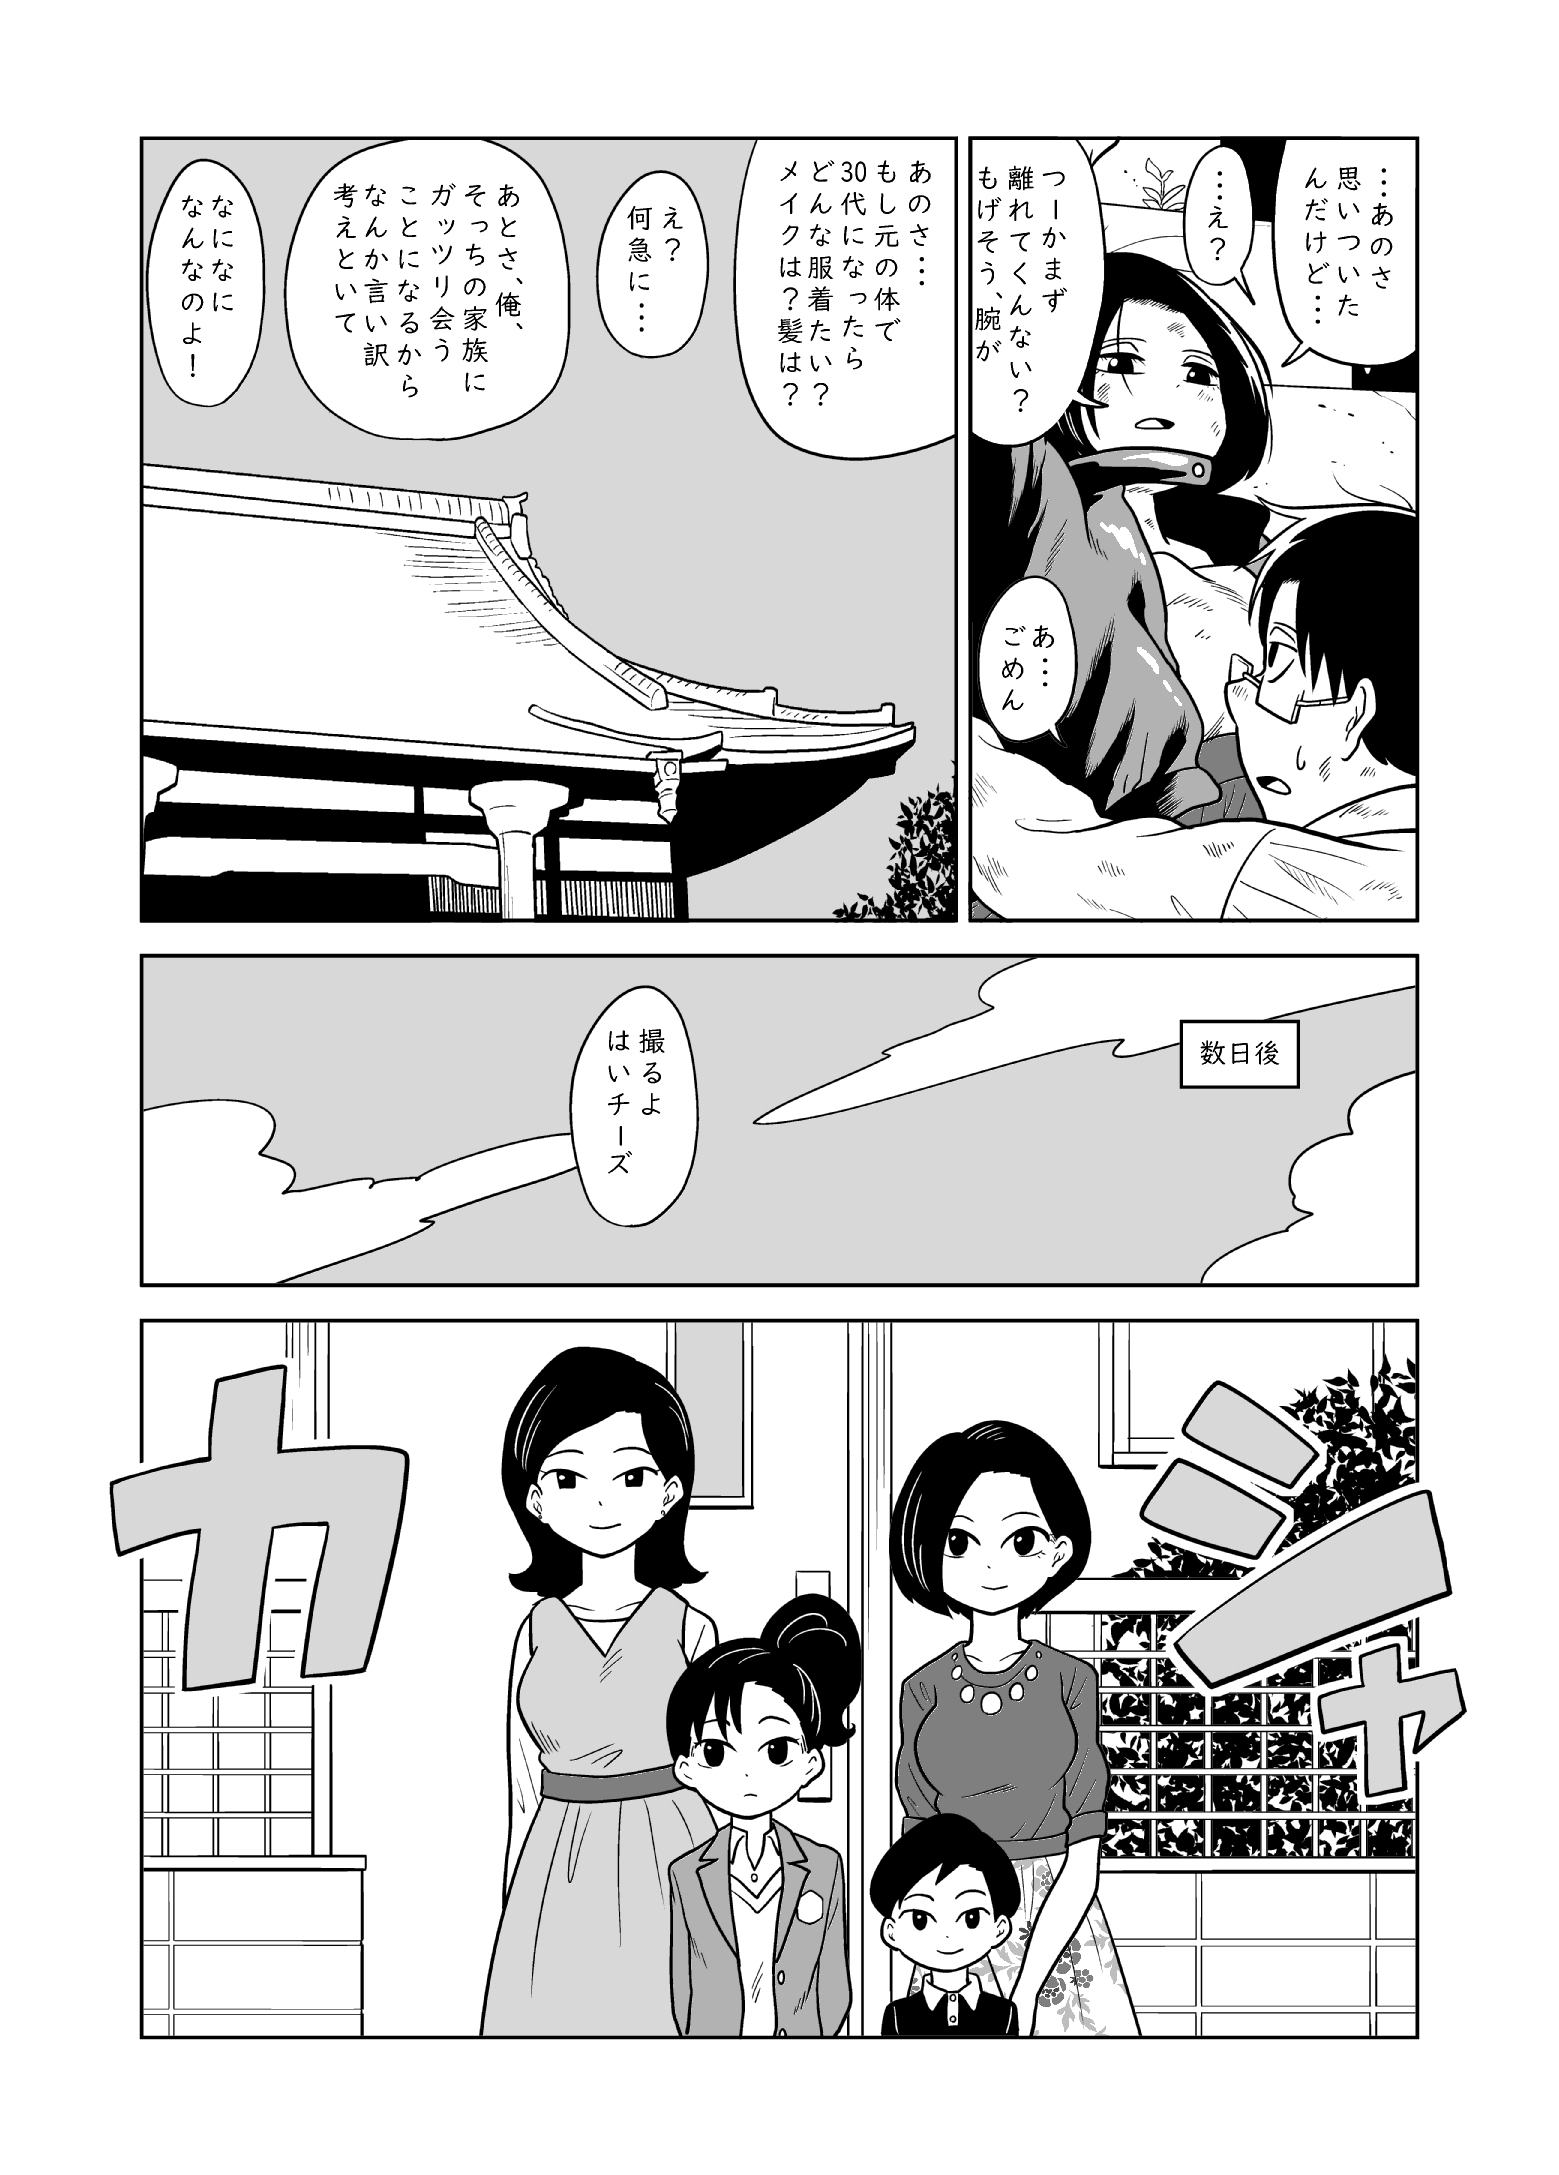 …あのさ
思いついた
んだけど…
…え？
つーかまず
離れてくんない？
もげそう、腕が
あ…
ごめん
あのさ…
もし元の体で
30代になったら
どんな服着たい？
メイクは？髪は？
え？
何急に…
あとさ、俺、
そっちの家族に
ガッツリ会う
ことになるから
なんか言い訳
考えといて
なになに
なんなのよ！
数日後
撮るよ
はいチーズ
カシャ